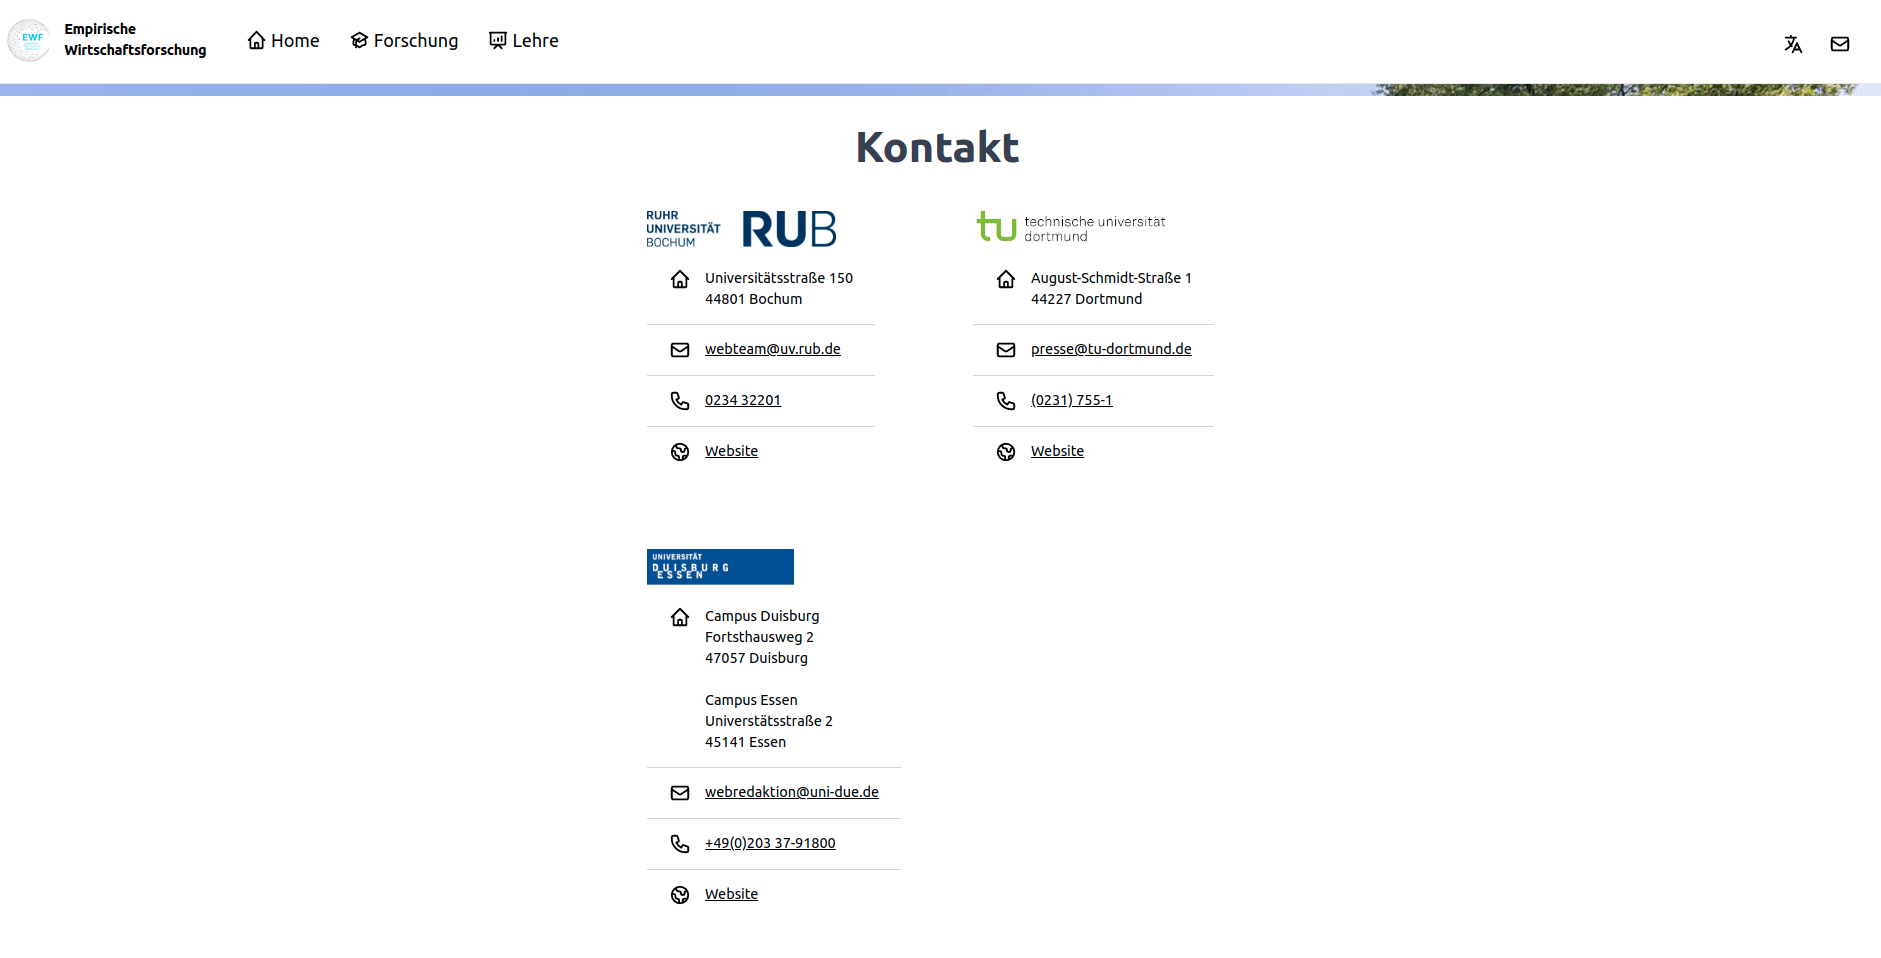 EWF
Empirische
Wirtschaftsforschung
Home
Forschung
Lehre
Kontakt
RUHR
UNIVERSITÄT
BOCHUM
RUB
Universitätsstraße 150
44801 Bochum
webteam@uv.rub.de
0234 32201
Website
tu technische universität
dortmund
August-Schmidt-Straße 1
44227 Dortmund
presse@tu-dortmund.de
(0231) 755-1
Website
UNIVERSITÄT
DUISBURG
ESSEN
Campus Duisburg
Fortsthausweg 2
47057 Duisburg
Campus Essen
Universtätsstraße 2
45141 Essen
webredaktion@uni-due.de
+49(0)203 37-91800
Website